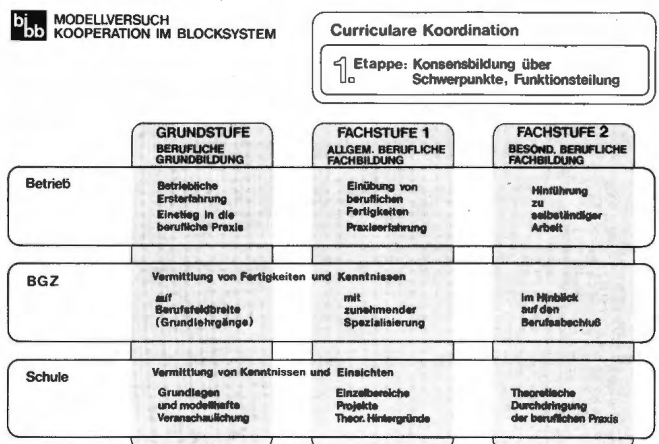 bi
bb
MODELLVERSUCH
KOOPERATION IM BLOCKSYSTEM
Curriculare Koordination
1. Etappe: Konsensbildung über
Schwerpunkte, Funktionsteilung
GRUNDSTUFE
BERUFLICHE
GRUNDBILDUNG
FACHSTUFE 1
ALLGEM. BERUFLICHE
FACHBILDUNG
FACHSTUFE 2
BESOND. BERUFLICHE
FACHBILDUNG
Betrieb
Betriebliche
Ersterfahrung
Einstieg in die
berufliche Praxis
Einübung von
beruflichen
Fertigkeiten
Praxiserfahrung
Hinführung
zu
selbständiger
Arbeit
BGZ
Vermittlung von Fertigkeiten und Kenntnissen
auf
Berufsfeldbreite
(Grundlehrgänge)
mit
zunehmender
Spezialisierung
im Hinblick
auf den
Berufsabschluß
Schule
Vermittlung von Kenntnissen und Einsichten
Grundlagen
und modellhafte
Veranschaulichung
Einzelbereiche
Projekte
Theor. Hintergründe
Theoretische
Durchdringung
der beruflichen Praxis